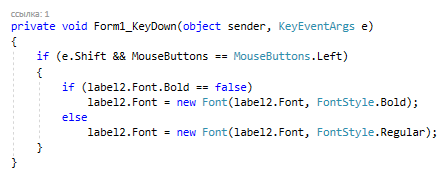 ссылка: 1
private void Form1_KeyDown(object sender, KeyEventArgs e)
{
if (e.Shift && MouseButtons == MouseButtons.Left)
{
if (label2.Font.Bold == false)
label2.Font = new Font(label2.Font, FontStyle.Bold);
else
label2.Font = new Font(label2.Font, FontStyle.Regular);
}
}